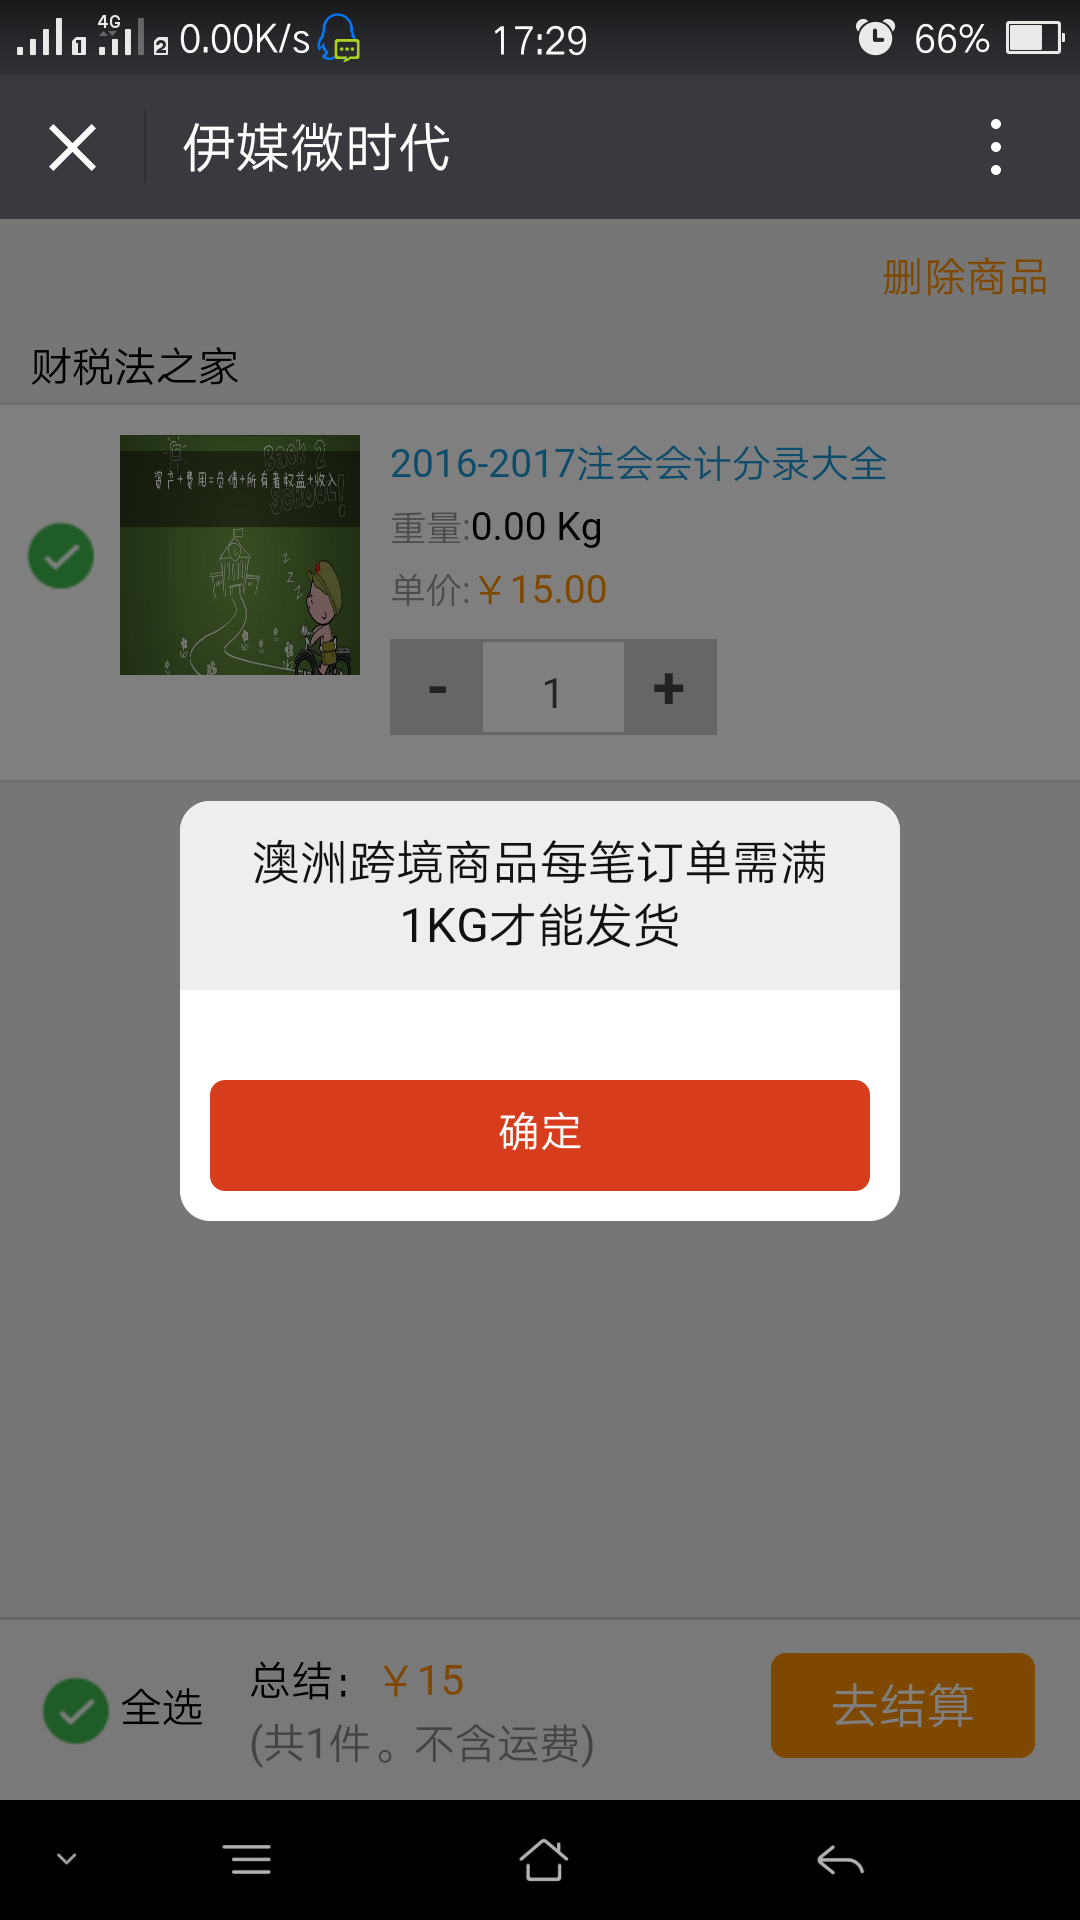 4G
1 2 0.00K/s 17:29 66%
伊媒微时代
删除商品
财税法之家
Back 2 School!
资产+费用=负债+所有者权益+收入
2016-2017注会会计分录大全
重量:0.00 Kg
单价:￥15.00
- 1 +
澳洲跨境商品每笔订单需满
1KG才能发货
确定
全选
总结：￥15
(共1件。不含运费)
去结算